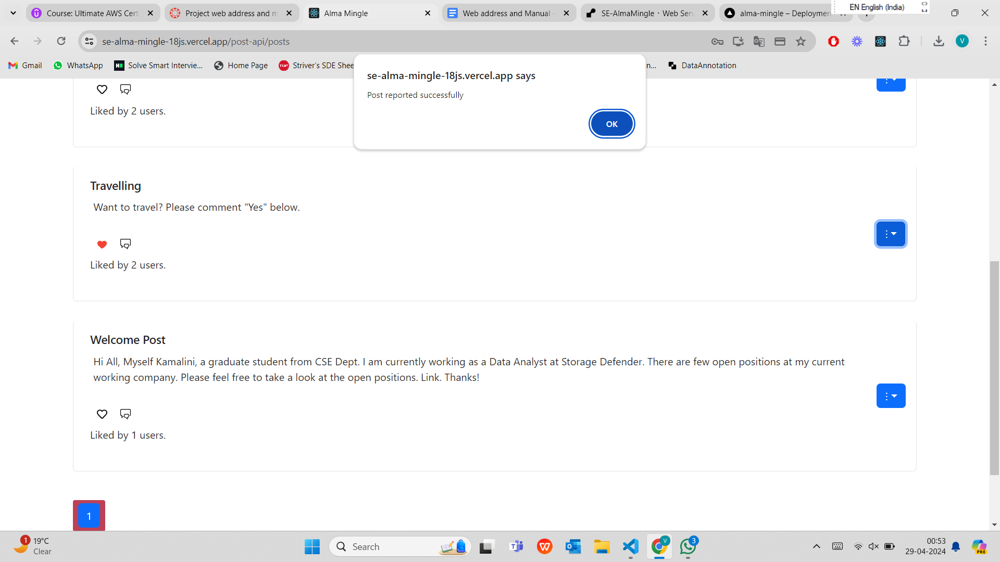 Course: Ultimate AWS Cert
Project web address and m
Alma Mingle
Web address and Manual -
SE-AlmaMingle · Web Serv
alma-mingle – Deploymen
EN English (India)
se-alma-mingle-18js.vercel.app/post-api/posts
V
Gmail
WhatsApp
Solve Smart Intervie...
Home Page
TUF
Striver's SDE Shee
n...
DataAnnotation
se-alma-mingle-18js.vercel.app says
Post reported successfully
OK
Liked by 2 users.
Travelling
Want to travel? Please comment "Yes" below.
Liked by 2 users.
Welcome Post
Hi All, Myself Kamalini, a graduate student from CSE Dept. I am currently working as a Data Analyst at Storage Defender. There are few open positions at my current
working company. Please feel free to take a look at the open positions. Link. Thanks!
Liked by 1 users.
1
1
19°C
Clear
Search
V
3
00:53
29-04-2024
PRE